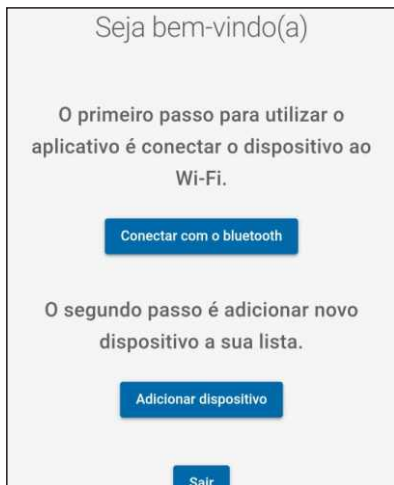 Seja bem-vindo(a)
O primeiro passo para utilizar o
aplicativo é conectar o dispositivo ao
Wi-Fi.
Conectar com o bluetooth
O segundo passo é adicionar novo
dispositivo a sua lista.
Adicionar dispositivo
Sair